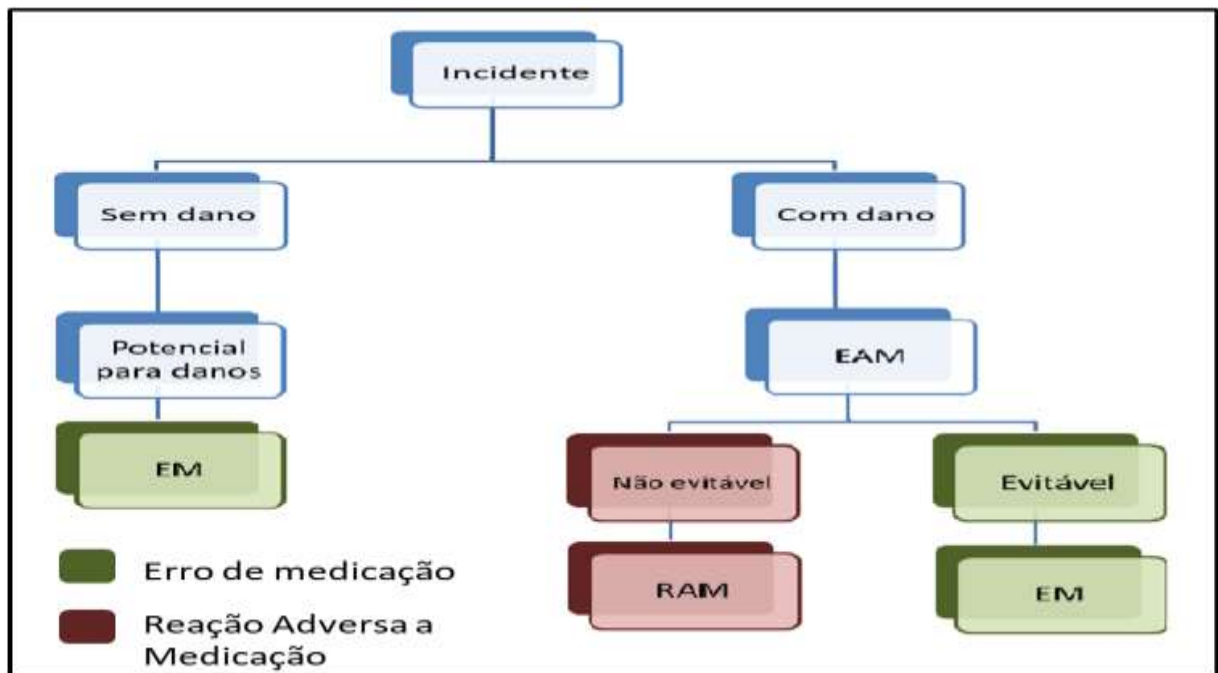 Incidente
Sem dano
Com dano
Potencial
para danos
EAM
EM
Não evitável
Evitável
RAM
EM
Erro de medicação
Reação Adversa a
Medicação